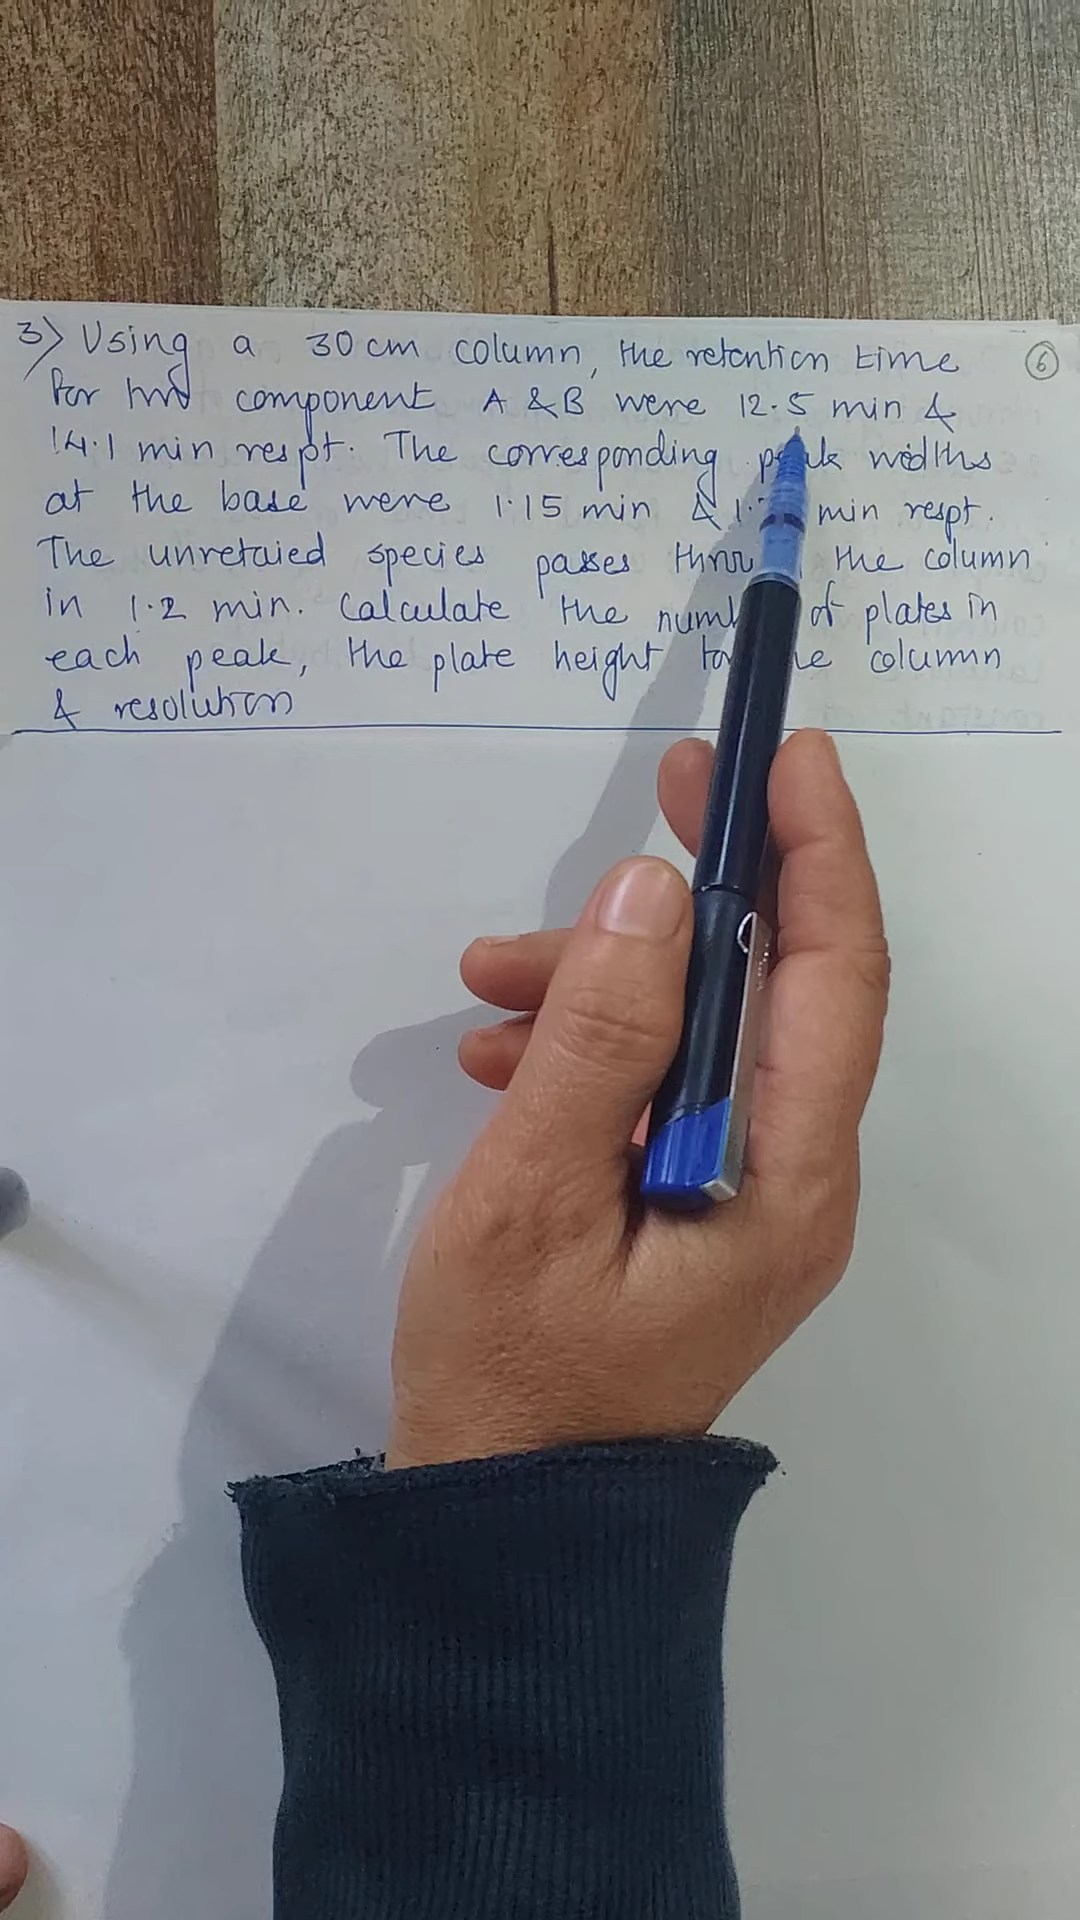 3) Using a 30 cm column, the retention time ⑥
for two component A & B were 12.5 min &
14.1 min respt. The corresponding peak widths
at the base were 1.15 min & 1. min respt.
The unretaied species passes the column
in 1.2 min. Calculate the of plates in
each peak, the plate height column
& resolution